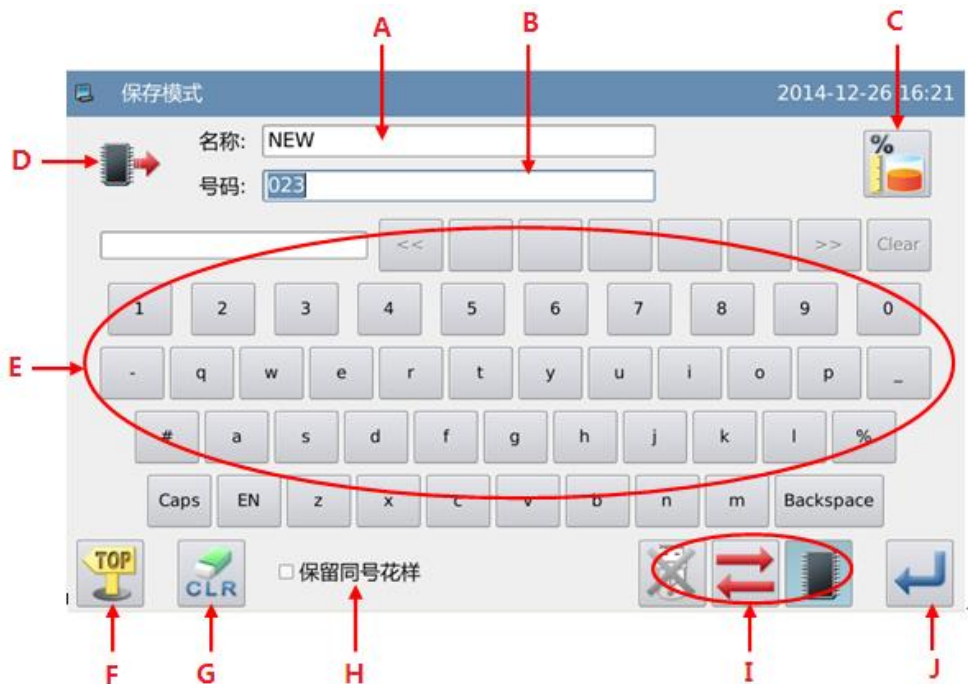 A B C
保存模式 2014-12-26 16:21
D 名称: NEW %
号码: 023
<< >> Clear
1 2 3 4 5 6 7 8 9 0
E - q w e r t y u i o p _
# a s d f g h j k l %
Caps EN z x c v b n m Backspace
TOP CLR 保留同号花样
F G H I J